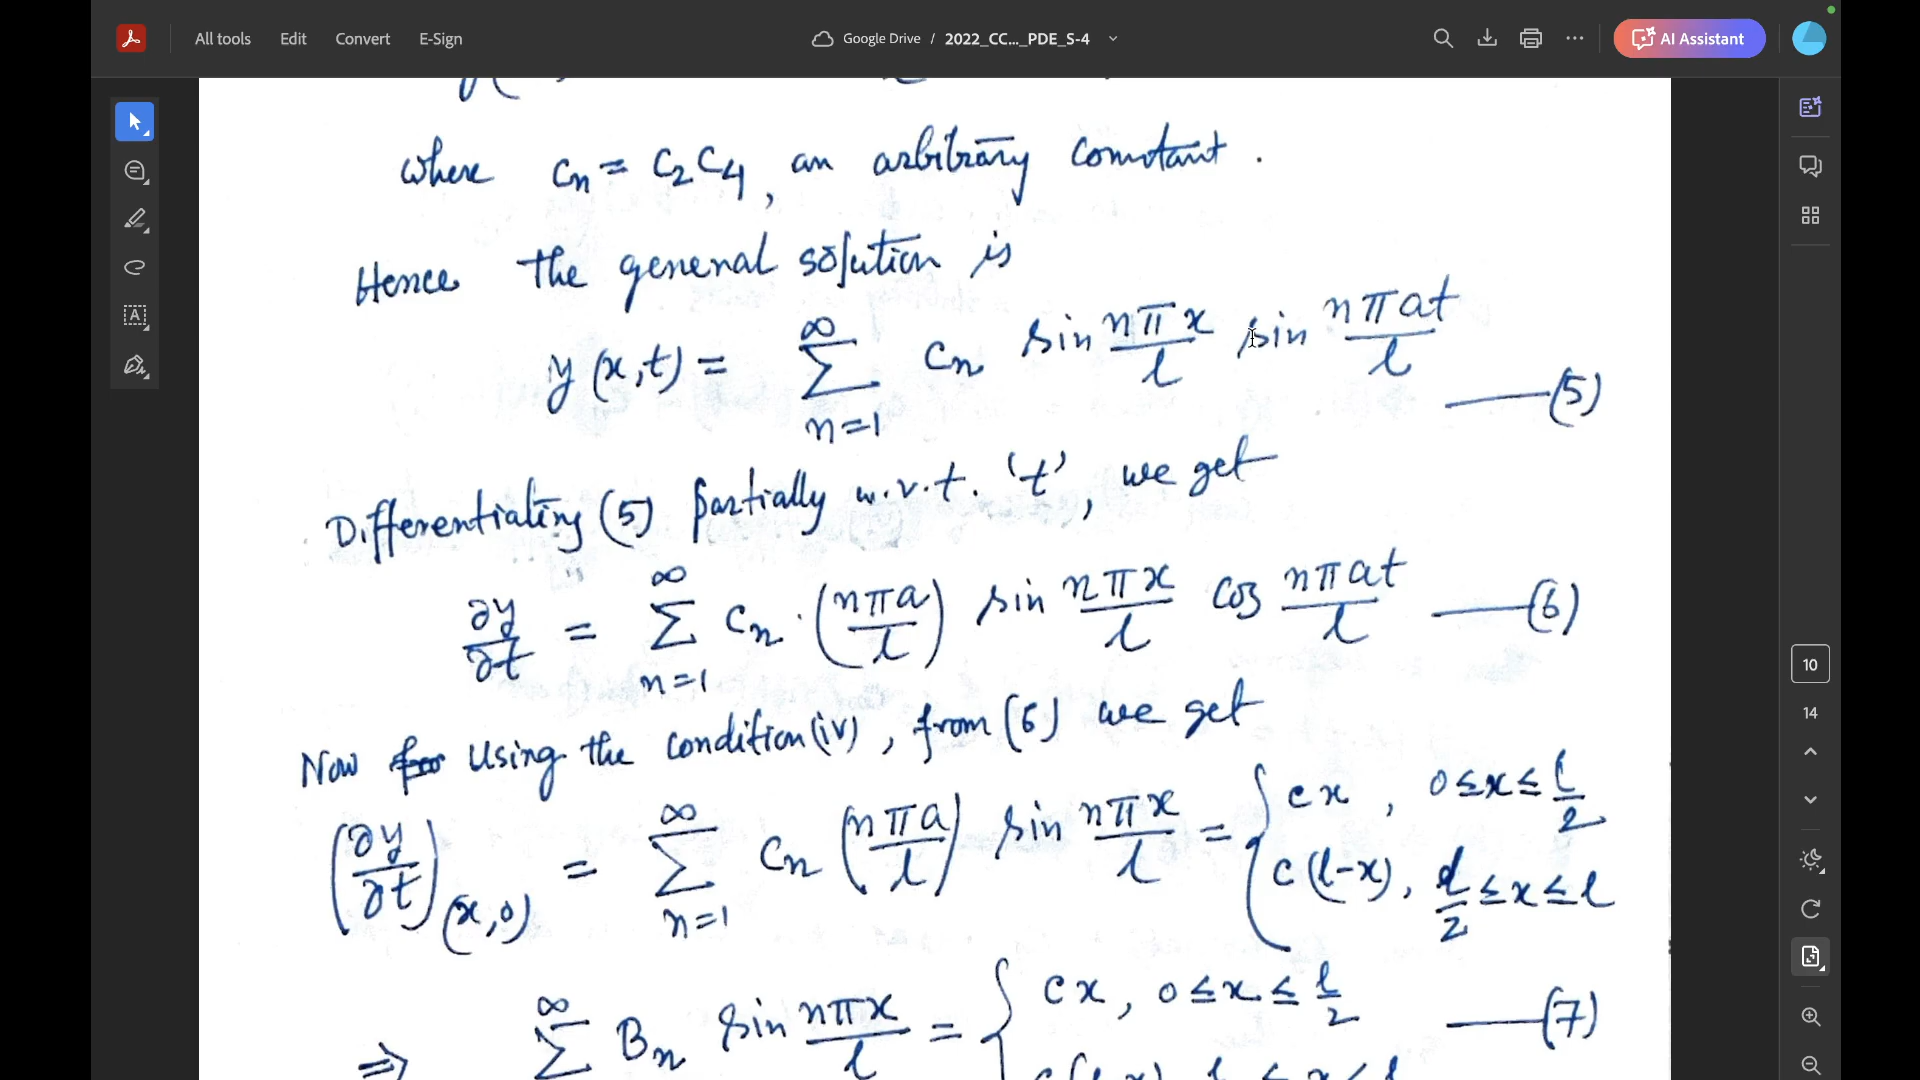 All tools Edit Convert E-Sign Google Drive / 2022_CC..._PDE_S-4 AI Assistant
where Cn = C2C4, an arbitrary constant.
Hence the general solution is
y(x,t) = ∑_{n=1}^{∞} Cn sin nπx/l sin nπat/l —(5)
Differentiating (5) partially w.r.t. 't', we get
∂y/∂t = ∑_{n=1}^{∞} Cn · (nπa/l) sin nπx/l cos nπat/l —(6)
Now using the condition (iv), from (6) we get
(∂y/∂t)_(x,0) = ∑_{n=1}^{∞} Cn (nπa/l) sin nπx/l = { cx, 0≤x≤l/2
c(l-x), l/2≤x≤l
⇒ ∑ Bn sin nπx/l = { cx, 0≤x≤l/2 —(7)
10
14